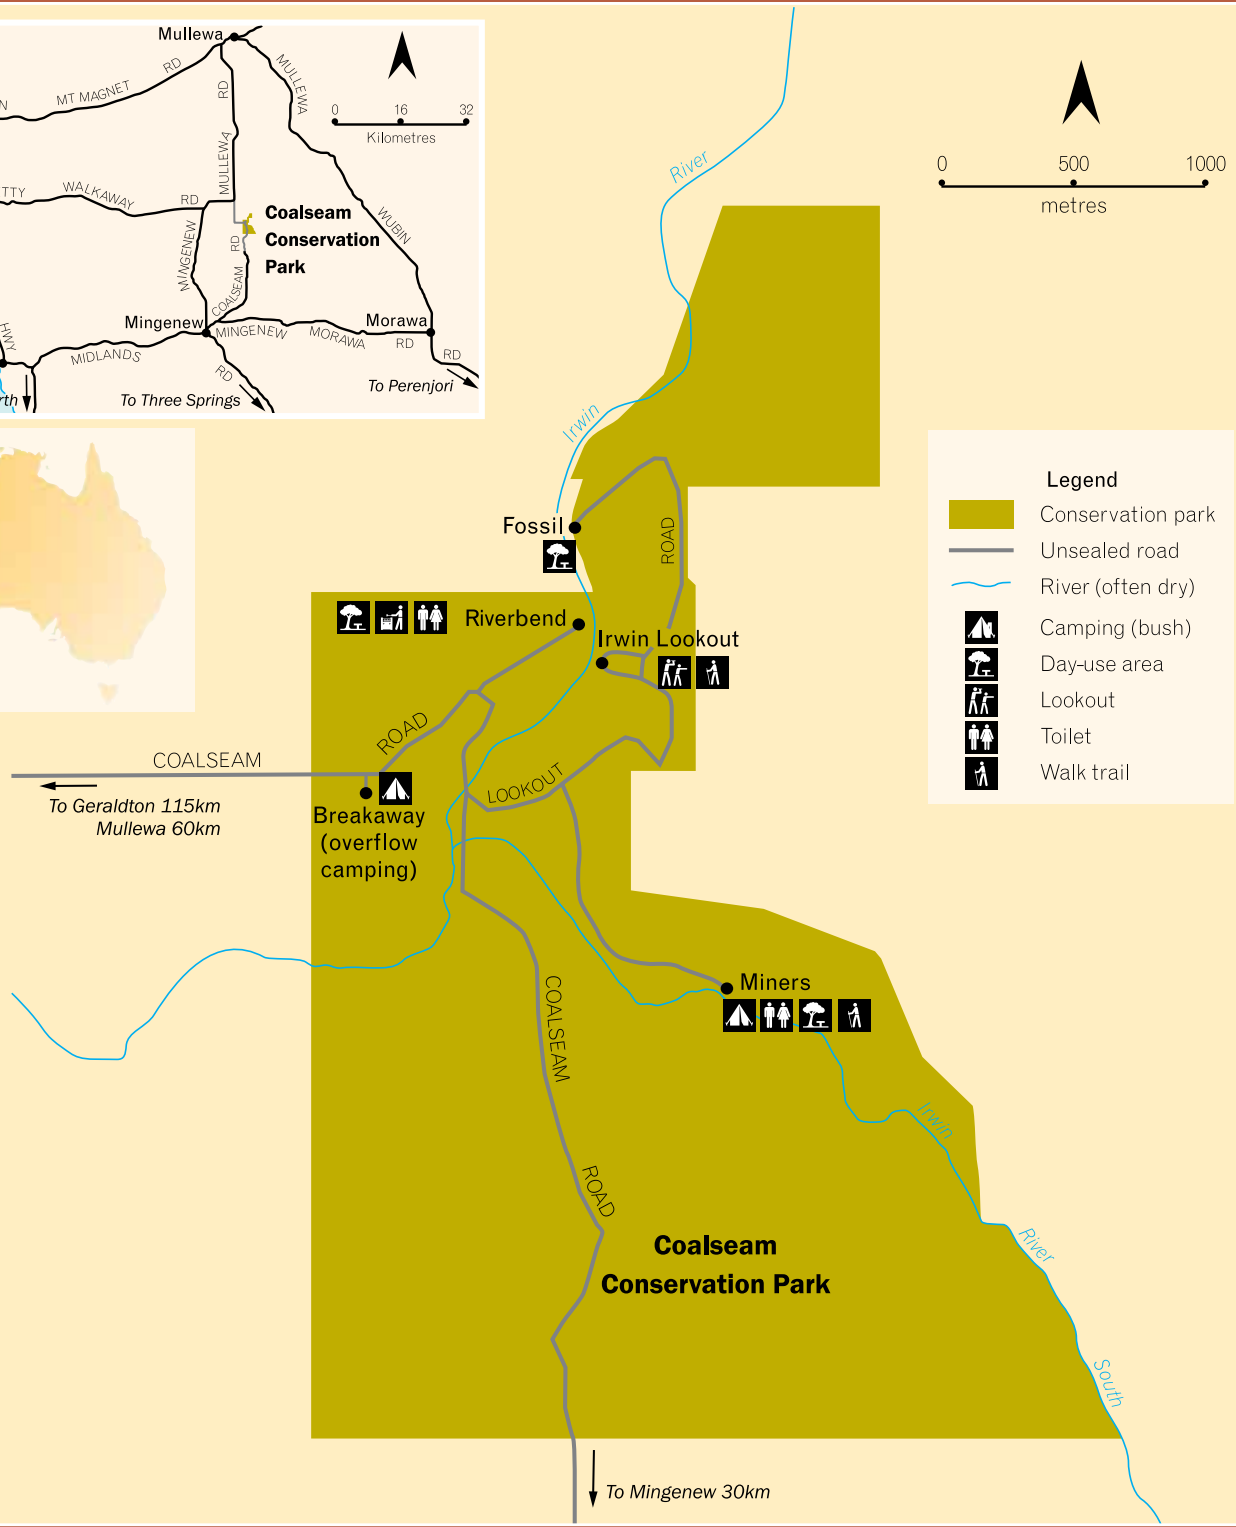 Mullewa
MULLEWA
RD
MT MAGNET
RD
N
0 16 32
Kilometres
MULLEWA
TTY
WALKAWAY
RD
WUBIN
Coalseam
Conservation
Park
RD
MINGENEW
COALSEAM
Mingenew
MINGENEW
MORAWA
RD
Morawa
HWY
MIDLANDS
RD
RD
To Perenjori
rth
To Three Springs
0 500 1000
metres
River
Irwin
Legend
Conservation park
Unsealed road
River (often dry)
Camping (bush)
Day-use area
Lookout
Toilet
Walk trail
Fossil
ROAD
Riverbend
Irwin Lookout
ROAD
COALSEAM
LOOKOUT
To Geraldton 115km
Mullewa 60km
Breakaway
(overflow
camping)
Miners
COALSEAM
ROAD
Irwin
River
South
Coalseam
Conservation Park
To Mingenew 30km